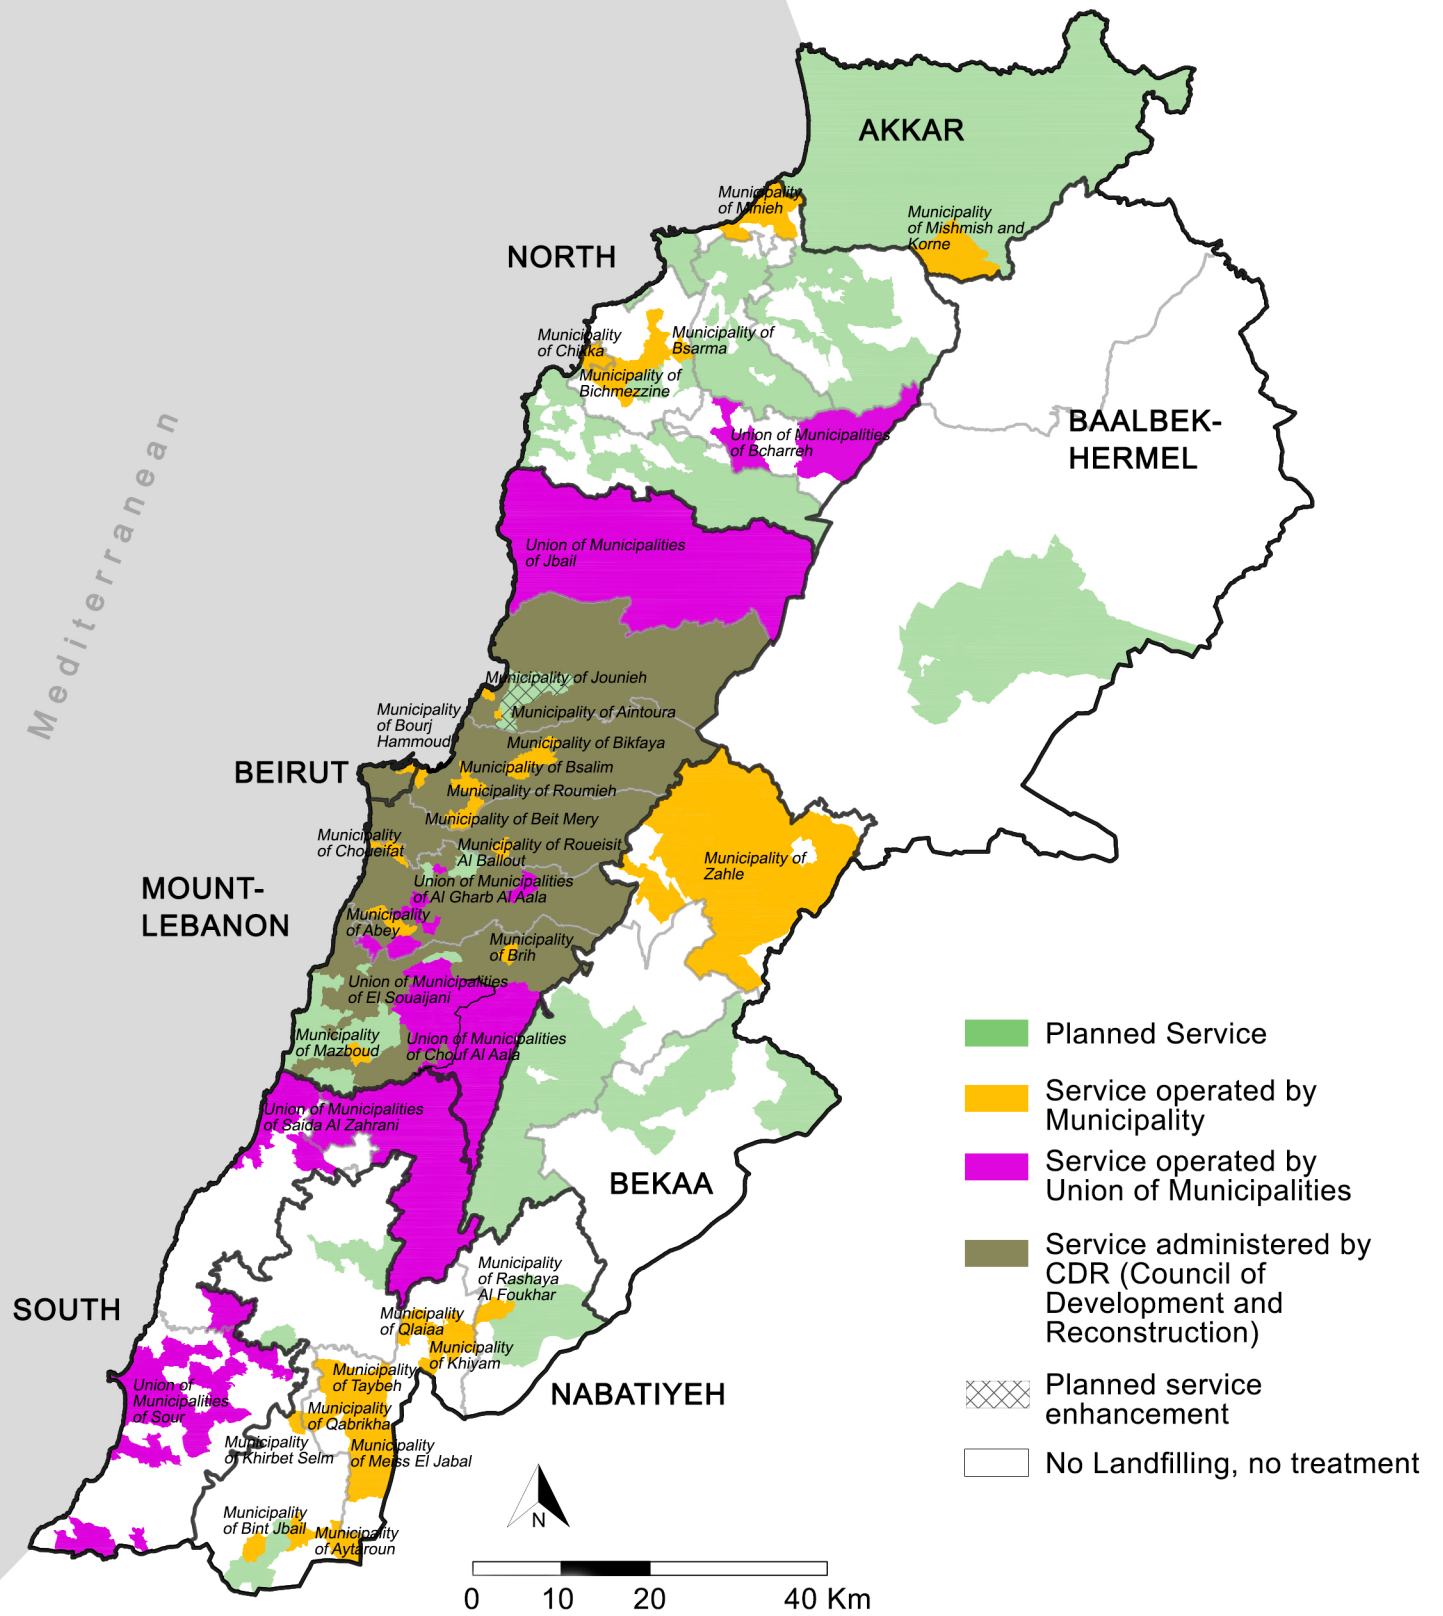 AKKAR
Municipality
of Minieh
Municipality
of Mishmish and
Korne
NORTH
Municipality
of Chikka
Municipality of
Bsarma
Municipality of
Bichmezzine
Union of Municipalities
of Bcharreh
BAALBEK-
HERMEL
Mediterranean
Union of Municipalities
of Jbail
Municipality of Jounieh
Municipality
of Bourj
Hammoud
Municipality of Aintoura
Municipality of Bikfaya
BEIRUT
Municipality of Bsalim
Municipality of Roumieh
Municipality of Beit Mery
Municipality
of Choueifat
Municipality of Roueisit
Al Ballout
Municipality of
Zahle
MOUNT-
LEBANON
Union of Municipalities
of Al Gharb Al Aala
Municipality
of Abey
Municipality
of Brih
Union of Municipalities
of El Souaijani
Municipality
of Mazboud
Union of Municipalities
of Chouf Al Aala
Union of Municipalities
of Saida Al Zahrani
BEKAA
Municipality
of Rashaya
Al Foukhar
SOUTH
Municipality
of Qlaiaa
Municipality
of Khiyam
Municipality
of Taybeh
NABATIYEH
Union of
Municipalities
of Sour
Municipality
of Qabrikha
Municipality
of Khirbet Selm
Municipality
of Meiss El Jabal
Municipality
of Bint Jbail
Municipality
of Aytaroun
Planned Service
Service operated by
Municipality
Service operated by
Union of Municipalities
Service administered by
CDR (Council of
Development and
Reconstruction)
Planned service
enhancement
No Landfilling, no treatment
N
0 10 20 40 Km